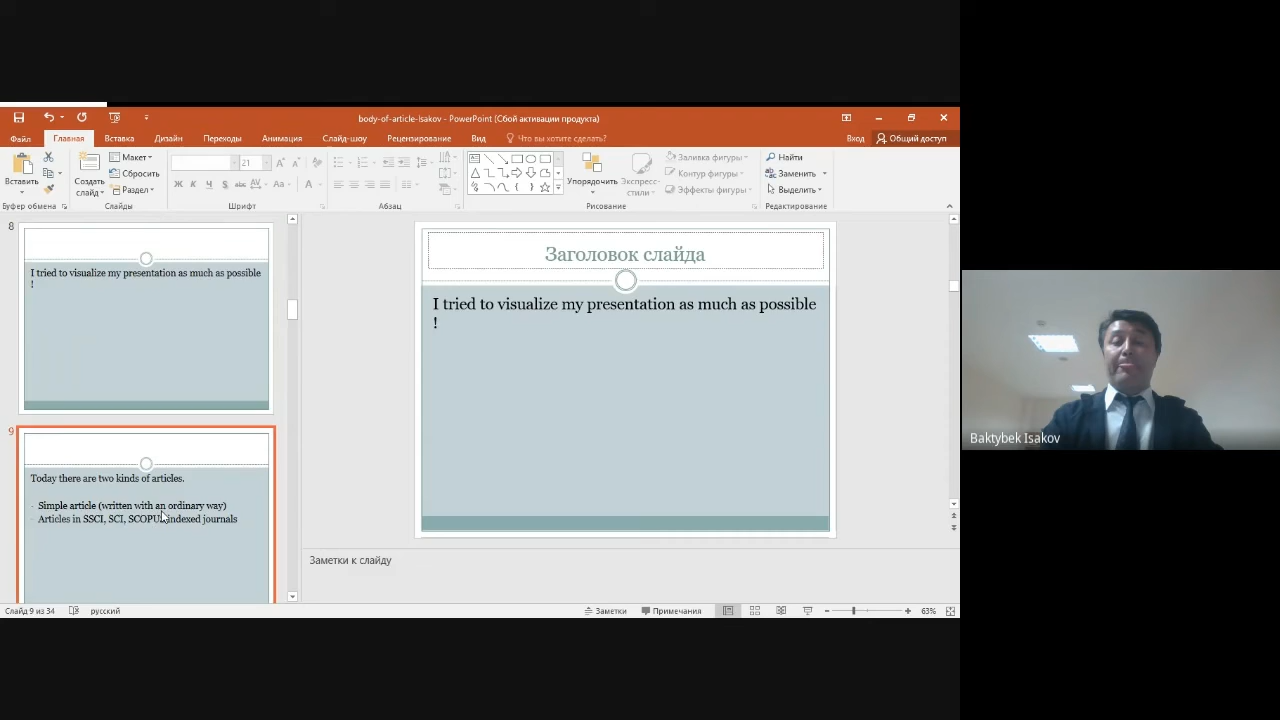 body-of-article-Isakov - PowerPoint (Сбой активации продукта)
Файл Главная Вставка Дизайн Переходы Анимация Слайд-шоу Рецензирование Вид Что вы хотите сделать? Вход Общий доступ
Вставить
Создать слайд
Макет
Сбросить
Раздел
21
Ж К Ч S abc AV Aa А
Упорядочить
Экспресс-стили
Заливка фигуры
Контур фигуры
Эффекты фигуры
Найти
Заменить
Выделить
Буфер обмена Слайды Шрифт Абзац Рисование Редактирование
8
I tried to visualize my presentation as much as possible
!
9
Today there are two kinds of articles.
- Simple article (written with an ordinary way)
- Articles in SSCI, SCI, SCOPUS indexed journals
Заголовок слайда
I tried to visualize my presentation as much as possible
!
Заметки к слайду
Слайд 9 из 34 русский Заметки Примечания 63%
Baktybek Isakov